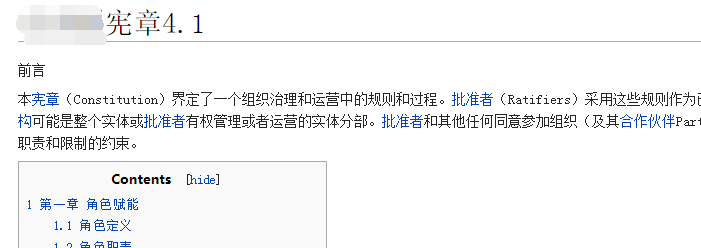 宪章4.1
前言
本宪章（Constitution）界定了一个组织治理和运营中的规则和过程。批准者（Ratifiers）采用这些规则作为
构可能是整个实体或批准者有权管理或者运营的实体分部。批准者和其他任何同意参加组织（及其合作伙伴Part
职责和限制的约束。
Contents [hide]
1 第一章 角色赋能
1.1 角色定义
1.2 角色职责